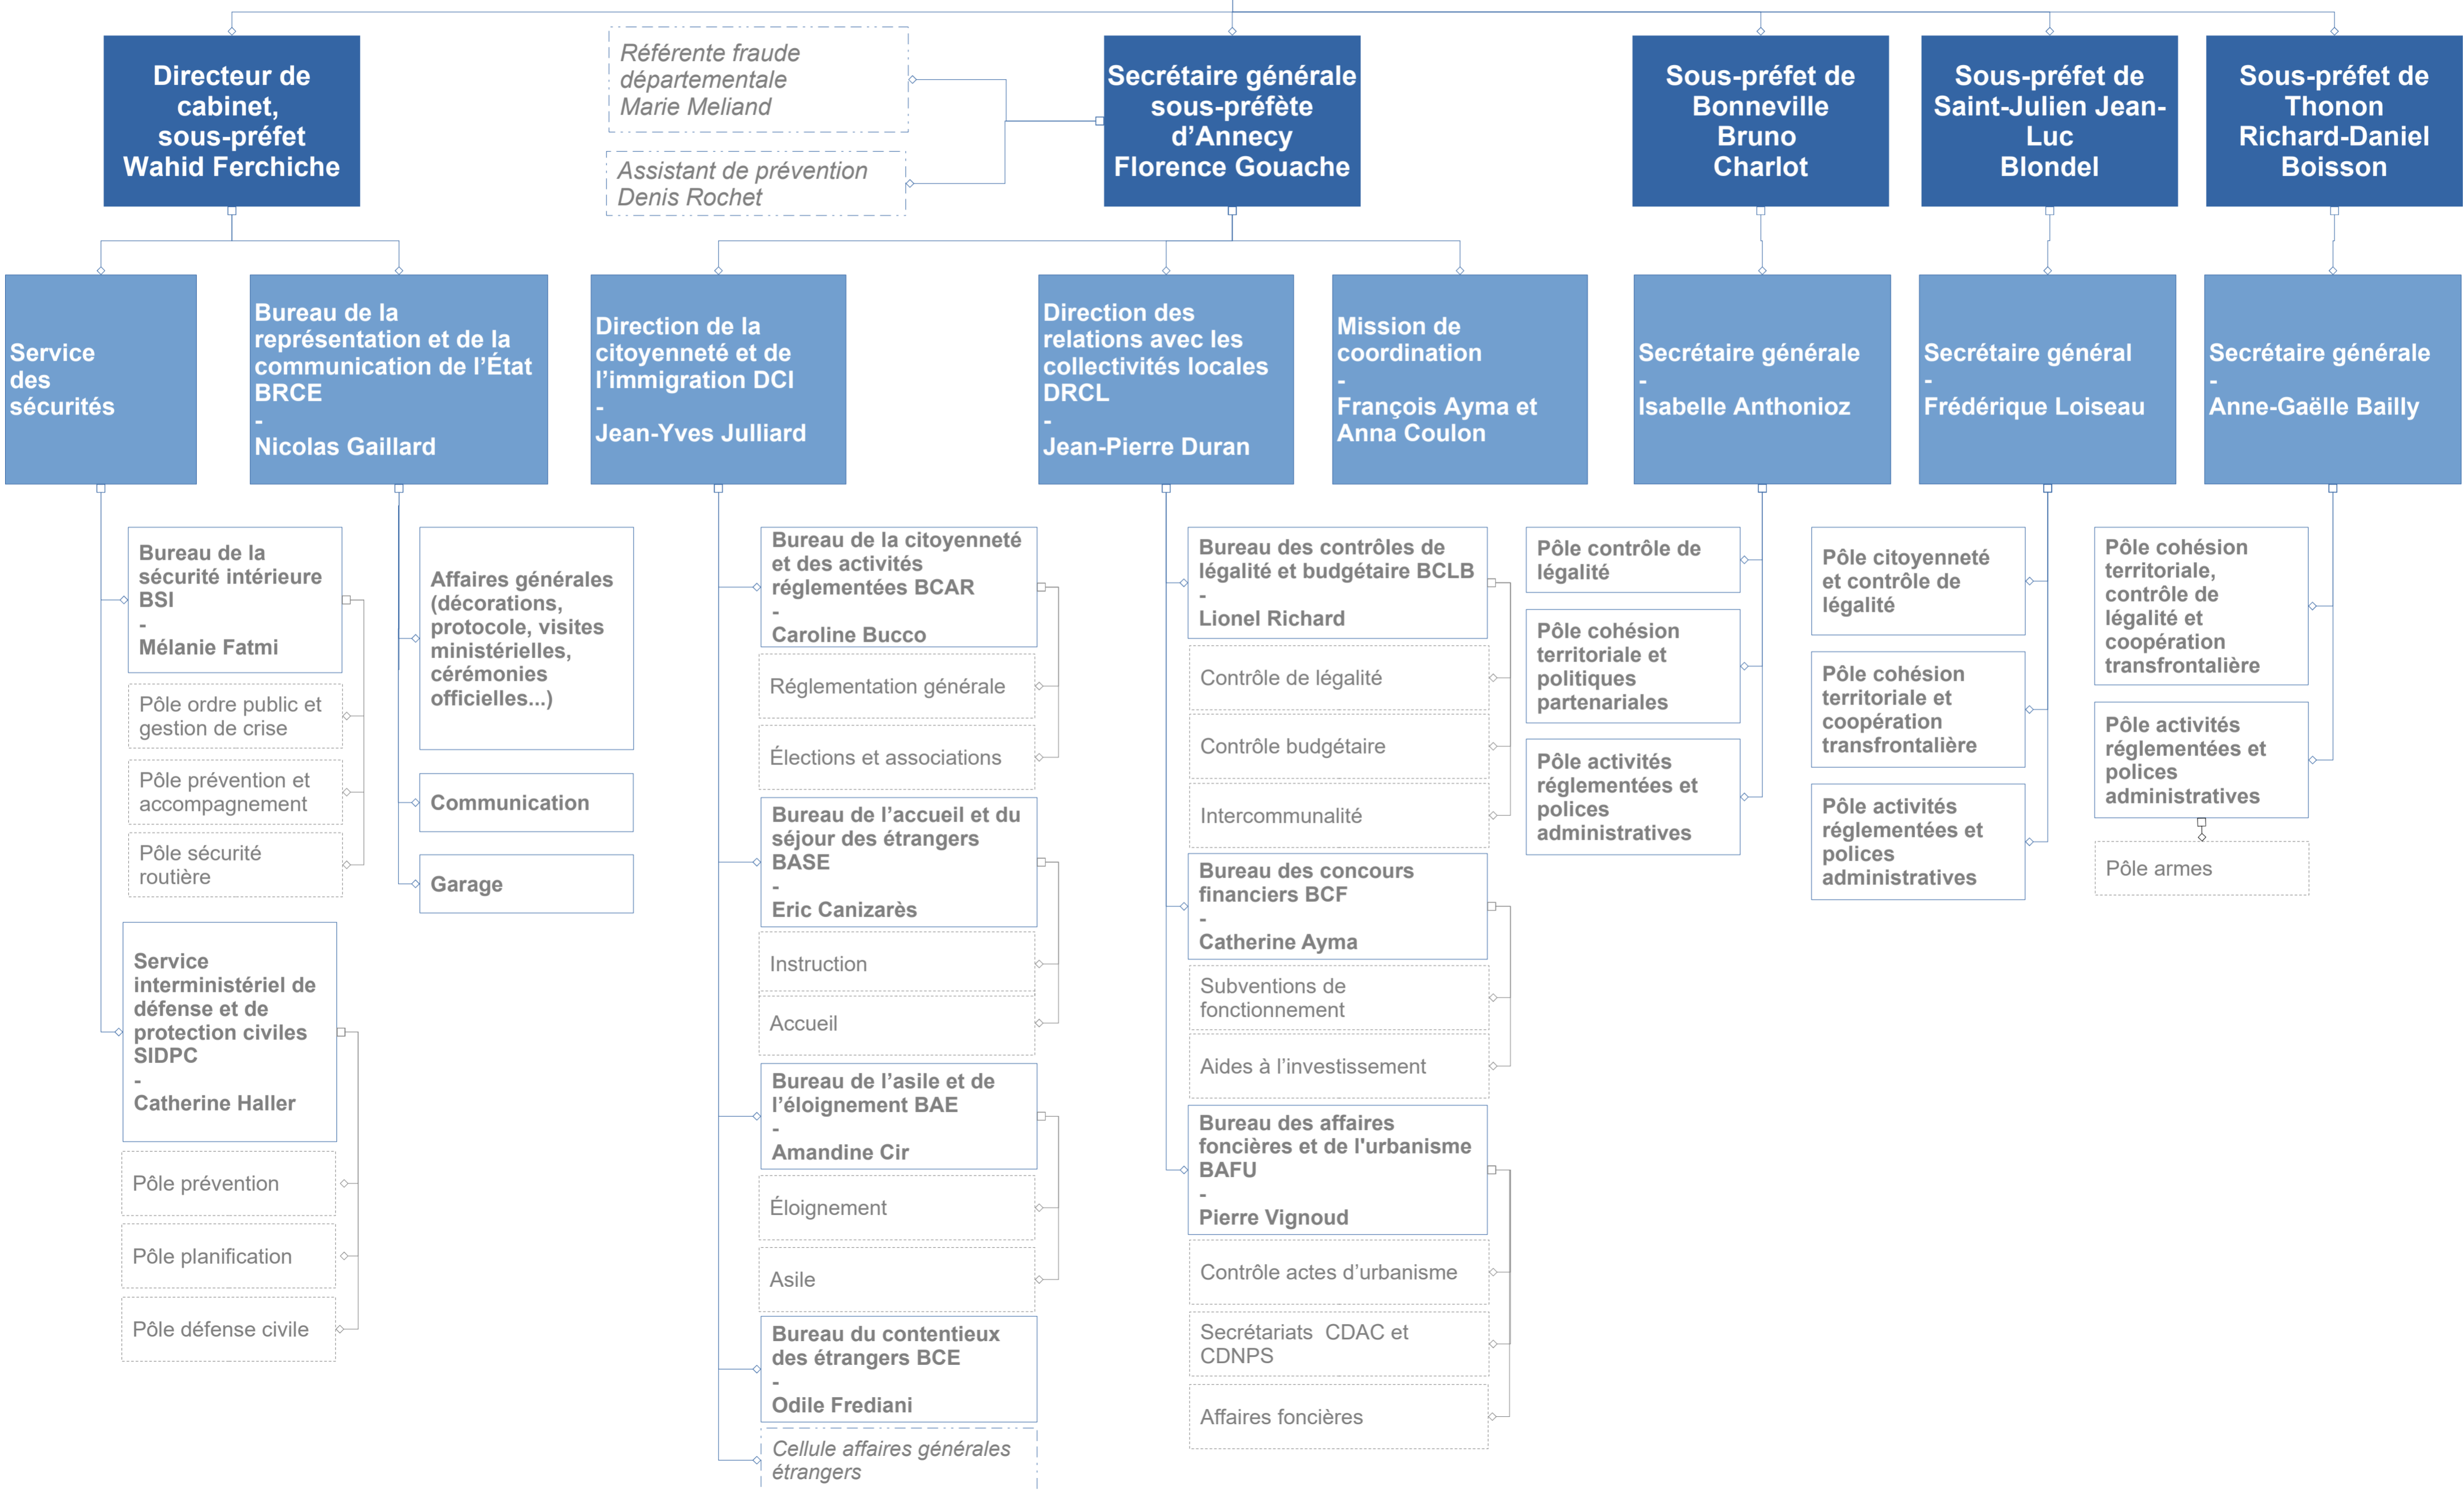 Directeur de
cabinet,
sous-préfet
Wahid Ferchiche
Référente fraude
départementale
Marie Meliand
Assistant de prévention
Denis Rochet
Secrétaire générale
sous-préfète
d’Annecy
Florence Gouache
Sous-préfet de
Bonneville
Bruno
Charlot
Sous-préfet de
Saint-Julien Jean-
Luc
Blondel
Sous-préfet de
Thonon
Richard-Daniel
Boisson
Service
des
sécurités
Bureau de la
représentation et de la
communication de l’État
BRCE
-
Nicolas Gaillard
Direction de la
citoyenneté et de
l’immigration DCI
-
Jean-Yves Julliard
Direction des
relations avec les
collectivités locales
DRCL
-
Jean-Pierre Duran
Mission de
coordination
-
François Ayma et
Anna Coulon
Secrétaire générale
-
Isabelle Anthonioz
Secrétaire général
-
Frédérique Loiseau
Secrétaire générale
-
Anne-Gaëlle Bailly
Bureau de la
sécurité intérieure
BSI
-
Mélanie Fatmi
Pôle ordre public et
gestion de crise
Pôle prévention et
accompagnement
Pôle sécurité
routière
Service
interministériel de
défense et de
protection civiles
SIDPC
-
Catherine Haller
Pôle prévention
Pôle planification
Pôle défense civile
Affaires générales
(décorations,
protocole, visites
ministérielles,
cérémonies
officielles...)
Communication
Garage
Bureau de la citoyenneté
et des activités
réglementées BCAR
-
Caroline Bucco
Réglementation générale
Élections et associations
Bureau de l’accueil et du
séjour des étrangers
BASE
-
Eric Canizarès
Instruction
Accueil
Bureau de l’asile et de
l’éloignement BAE
-
Amandine Cir
Éloignement
Asile
Bureau du contentieux
des étrangers BCE
-
Odile Frediani
Cellule affaires générales
étrangers
Bureau des contrôles de
légalité et budgétaire BCLB
-
Lionel Richard
Contrôle de légalité
Contrôle budgétaire
Intercommunalité
Bureau des concours
financiers BCF
-
Catherine Ayma
Subventions de
fonctionnement
Aides à l’investissement
Bureau des affaires
foncières et de l'urbanisme
BAFU
-
Pierre Vignoud
Contrôle actes d’urbanisme
Secrétariats  CDAC et
CDNPS
Affaires foncières
Pôle contrôle de
légalité
Pôle cohésion
territoriale et
politiques
partenariales
Pôle activités
réglementées et
polices
administratives
Pôle citoyenneté
et contrôle de
légalité
Pôle cohésion
territoriale et
coopération
transfrontalière
Pôle activités
réglementées et
polices
administratives
Pôle cohésion
territoriale,
contrôle de
légalité et
coopération
transfrontalière
Pôle activités
réglementées et
polices
administratives
Pôle armes